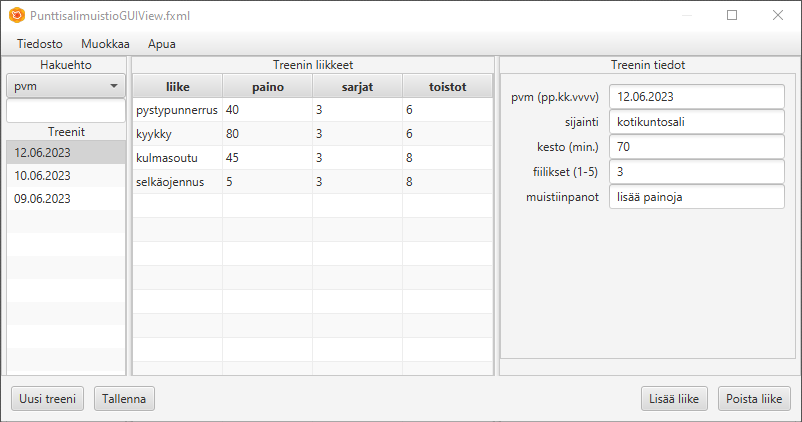 PunttisalimuistioGUIView.fxml
Tiedosto Muokkaa Apua
Hakuehto
pvm
Treenit
12.06.2023
10.06.2023
09.06.2023
Treenin liikkeet
liike paino sarjat toistot
pystypunnerrus 40 3 6
kyykky 80 3 6
kulmasoutu 45 3 8
selkäojennus 5 3 8
Treenin tiedot
pvm (pp.kk.vvvv) 12.06.2023
sijainti kotikuntosali
kesto (min.) 70
fiilikset (1-5) 3
muistiinpanot lisää painoja
Uusi treeni Tallenna Lisää liike Poista liike